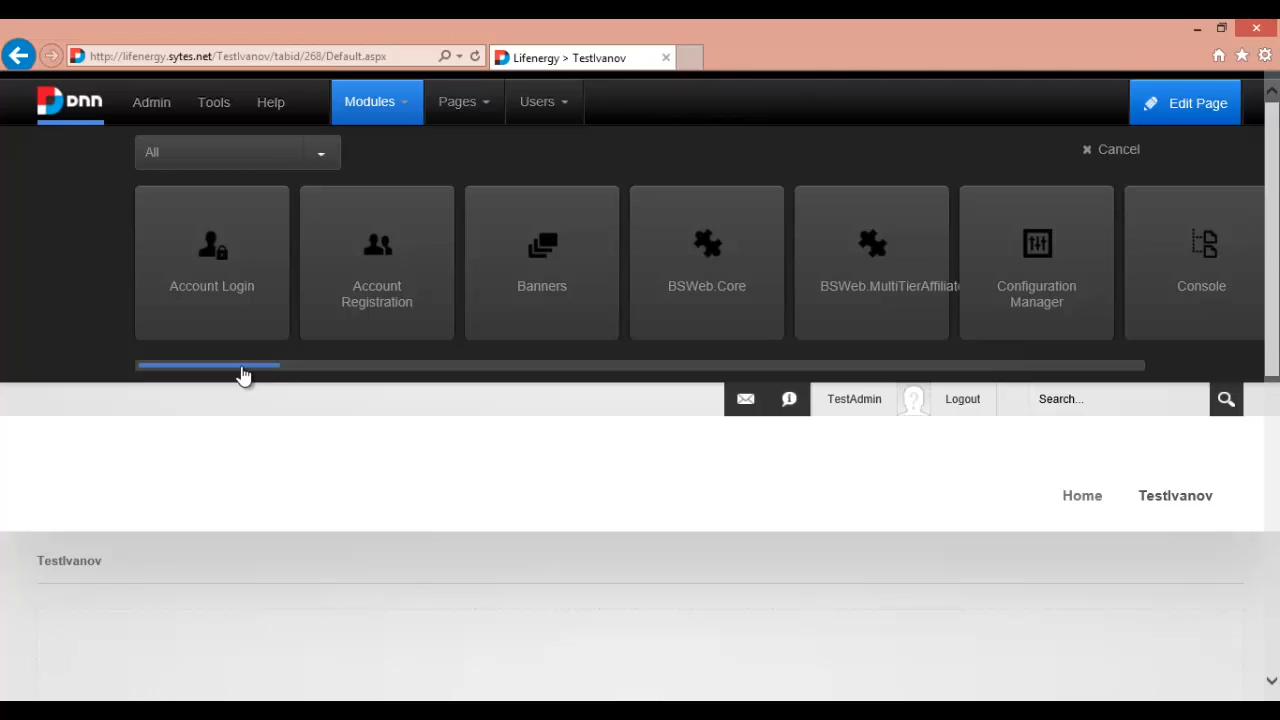 http://lifenergy.sytes.net/TestIvanov/tabid/268/Default.aspx
Lifenergy > TestIvanov
DNN
Admin
Tools
Help
Modules
Pages
Users
Edit Page
All
Cancel
Account Login
Account
Registration
Banners
BSWeb.Core
BSWeb.MultiTierAffiliat
Configuration
Manager
Console
TestAdmin
Logout
Search...
Home
TestIvanov
TestIvanov